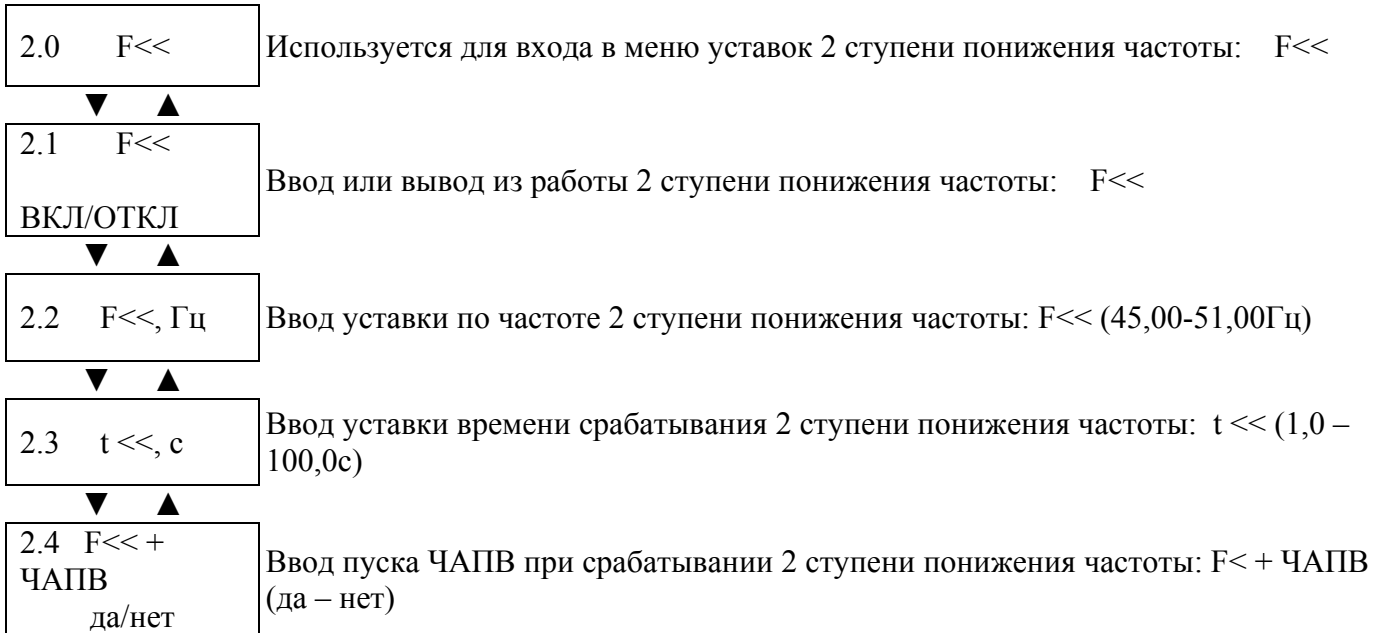 2.0 F<<
Используется для входа в меню уставок 2 ступени понижения частоты: F<<
▼ ▲
2.1 F<<
ВКЛ/ОТКЛ
Ввод или вывод из работы 2 ступени понижения частоты: F<<
▼ ▲
2.2 F<<, Гц
Ввод уставки по частоте 2 ступени понижения частоты: F<< (45,00-51,00Гц)
▼ ▲
2.3 t <<, с
Ввод уставки времени срабатывания 2 ступени понижения частоты: t << (1,0 –
100,0с)
▼ ▲
2.4 F<< +
ЧАПВ
да/нет
Ввод пуска ЧАПВ при срабатывании 2 ступени понижения частоты: F< + ЧАПВ
(да – нет)